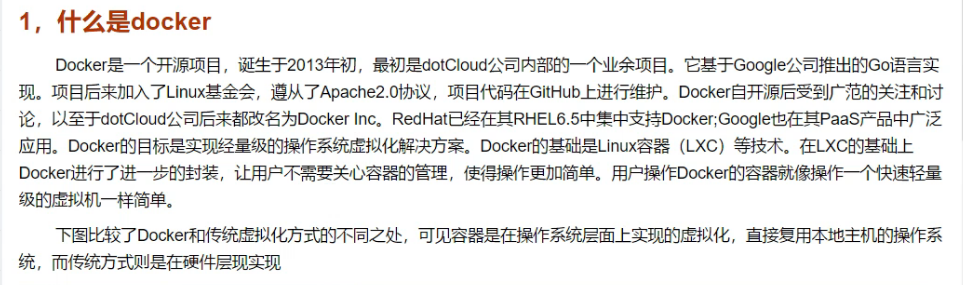 1，什么是docker
Docker是一个开源项目，诞生于2013年初，最初是dotCloud公司内部的一个业余项目。它基于Google公司推出的Go语言实
现。项目后来加入了Linux基金会，遵从了Apache2.0协议，项目代码在GitHub上进行维护。Docker自开源后受到广范的关注和讨
论，以至于dotCloud公司后来都改名为Docker Inc。RedHat已经在其RHEL6.5中集中支持Docker;Google也在其PaaS产品中广泛
应用。Docker的目标是实现经量级的操作系统虚拟化解决方案。Docker的基础是Linux容器（LXC）等技术。在LXC的基础上
Docker进行了进一步的封装，让用户不需要关心容器的管理，使得操作更加简单。用户操作Docker的容器就像操作一个快速轻量
级的虚拟机一样简单。
下图比较了Docker和传统虚拟化方式的不同之处，可见容器是在操作系统层面上实现的虚拟化，直接复用本地主机的操作系
统，而传统方式则是在硬件层现实现